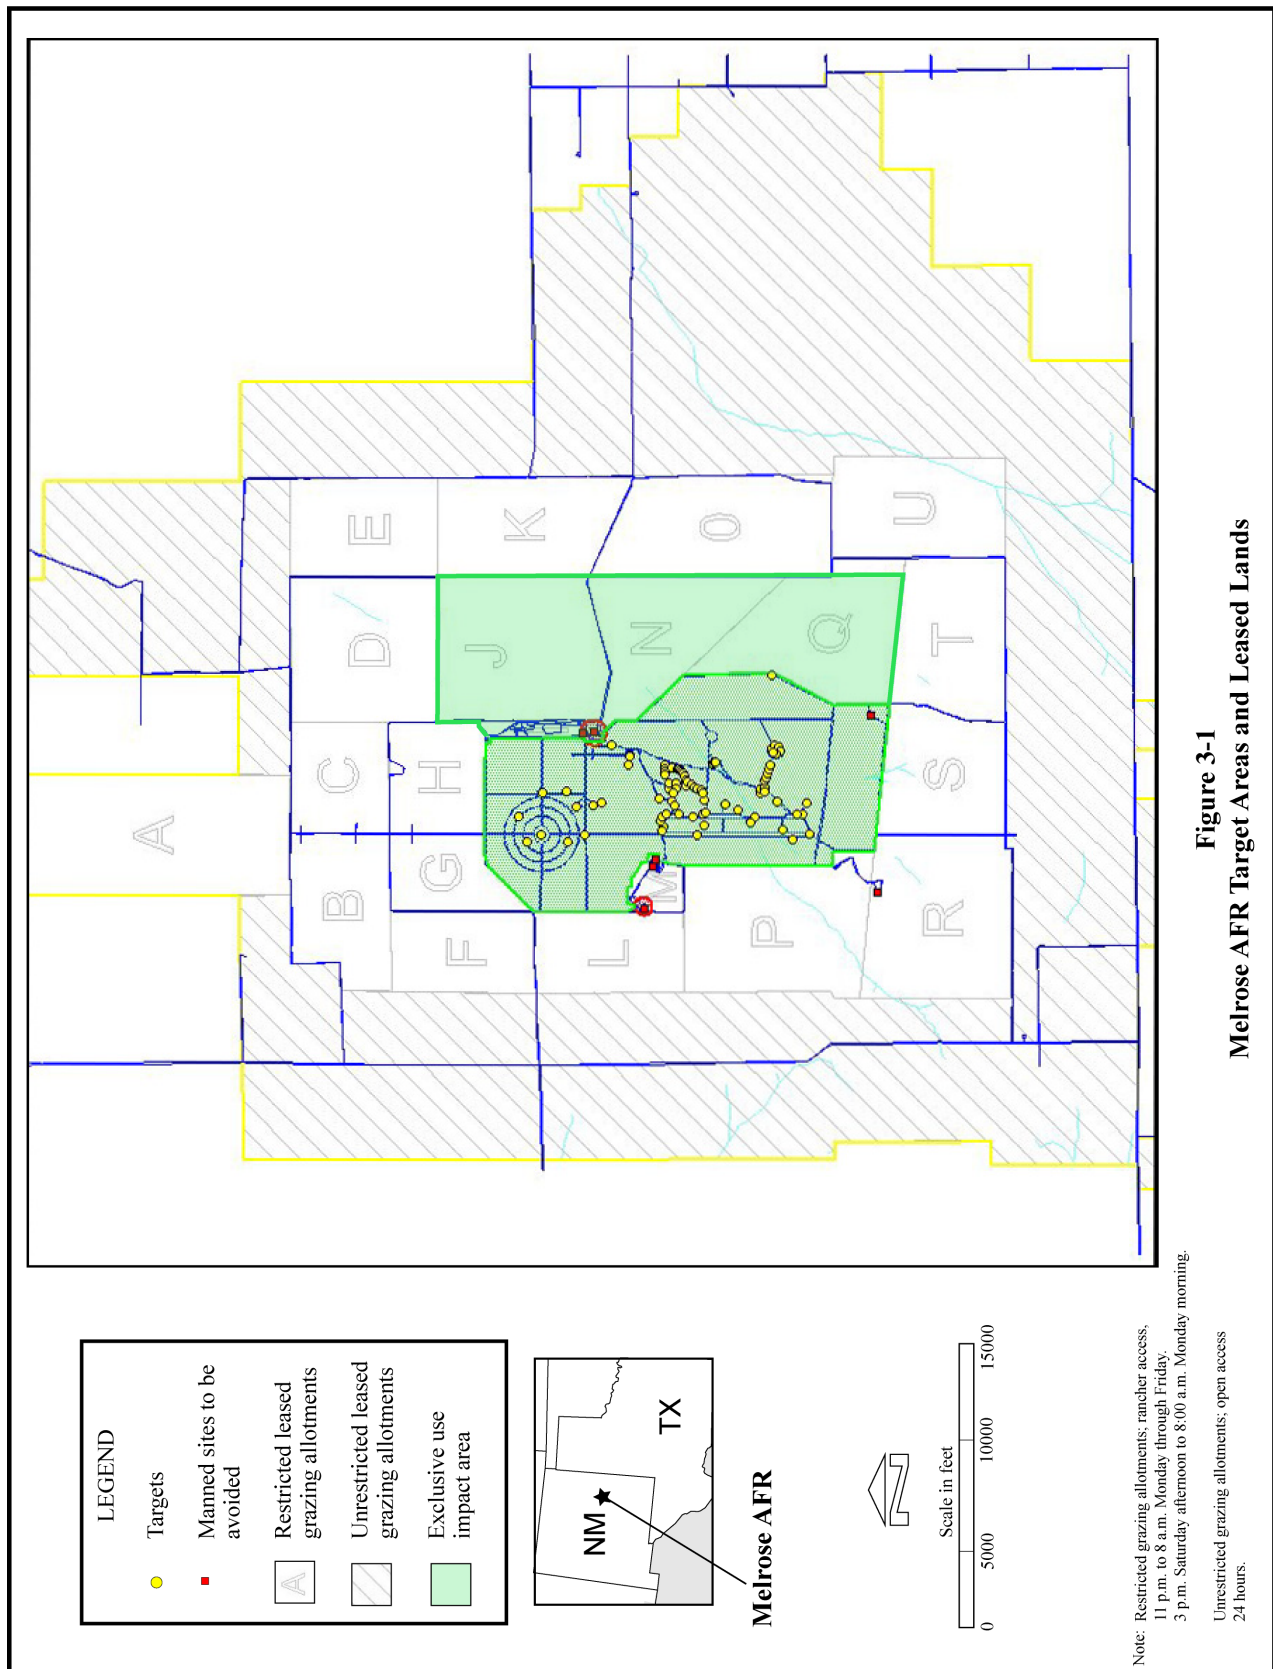 LEGEND
Targets
Manned sites to be
avoided
A
Restricted leased
grazing allotments
Unrestricted leased
grazing allotments
Exclusive use
impact area
NM
TX
Melrose AFR
N
Scale in feet
0 5000 10000 15000
Note: Restricted grazing allotments; rancher access,
11 p.m. to 8 a.m. Monday through Friday.
3 p.m. Saturday afternoon to 8:00 a.m. Monday morning.
Unrestricted grazing allotments; open access
24 hours.
A
B
C
D
E
F
G
H
J
K
L
M
N
O
P
Q
R
S
T
U
Figure 3-1
Melrose AFR Target Areas and Leased Lands